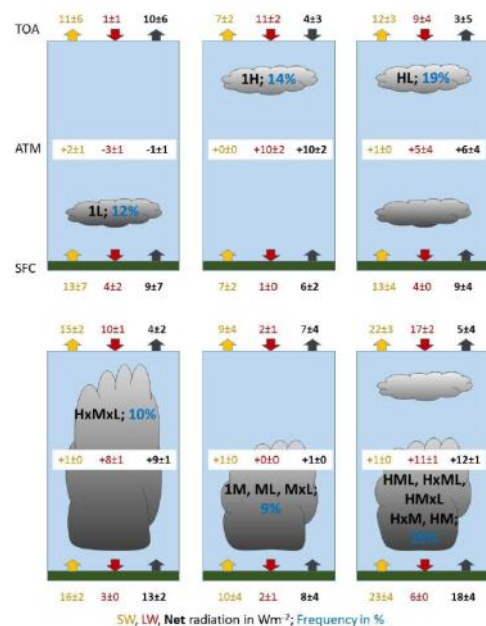 11±6 1±1 10±6 7±2 11±2 4±3 12±3 9±4 3±5
TOA
1H; 14% HL; 19%
ATM +2±1 -3±1 -1±1 +0±0 +10±2 +10±2 +1±0 +5±4 +6±4
1L; 12%
SFC
13±7 4±2 9±7 7±2 1±0 6±2 13±4 4±0 9±4
15±2 10±1 4±2 9±4 2±1 7±4 22±3 17±2 5±4
HxMxL; 10%
+1±0 +8±1 +9±1 +1±0 +0±0 +1±0 +1±0 +11±1 +12±1
1M, ML, MxL;
9%
HML, HxML,
HMxL
HxM, HM;
16±2 3±0 13±2 10±4 2±1 8±4 23±4 6±0 18±4
SW, LW, Net radiation in Wm⁻²; Frequency in %